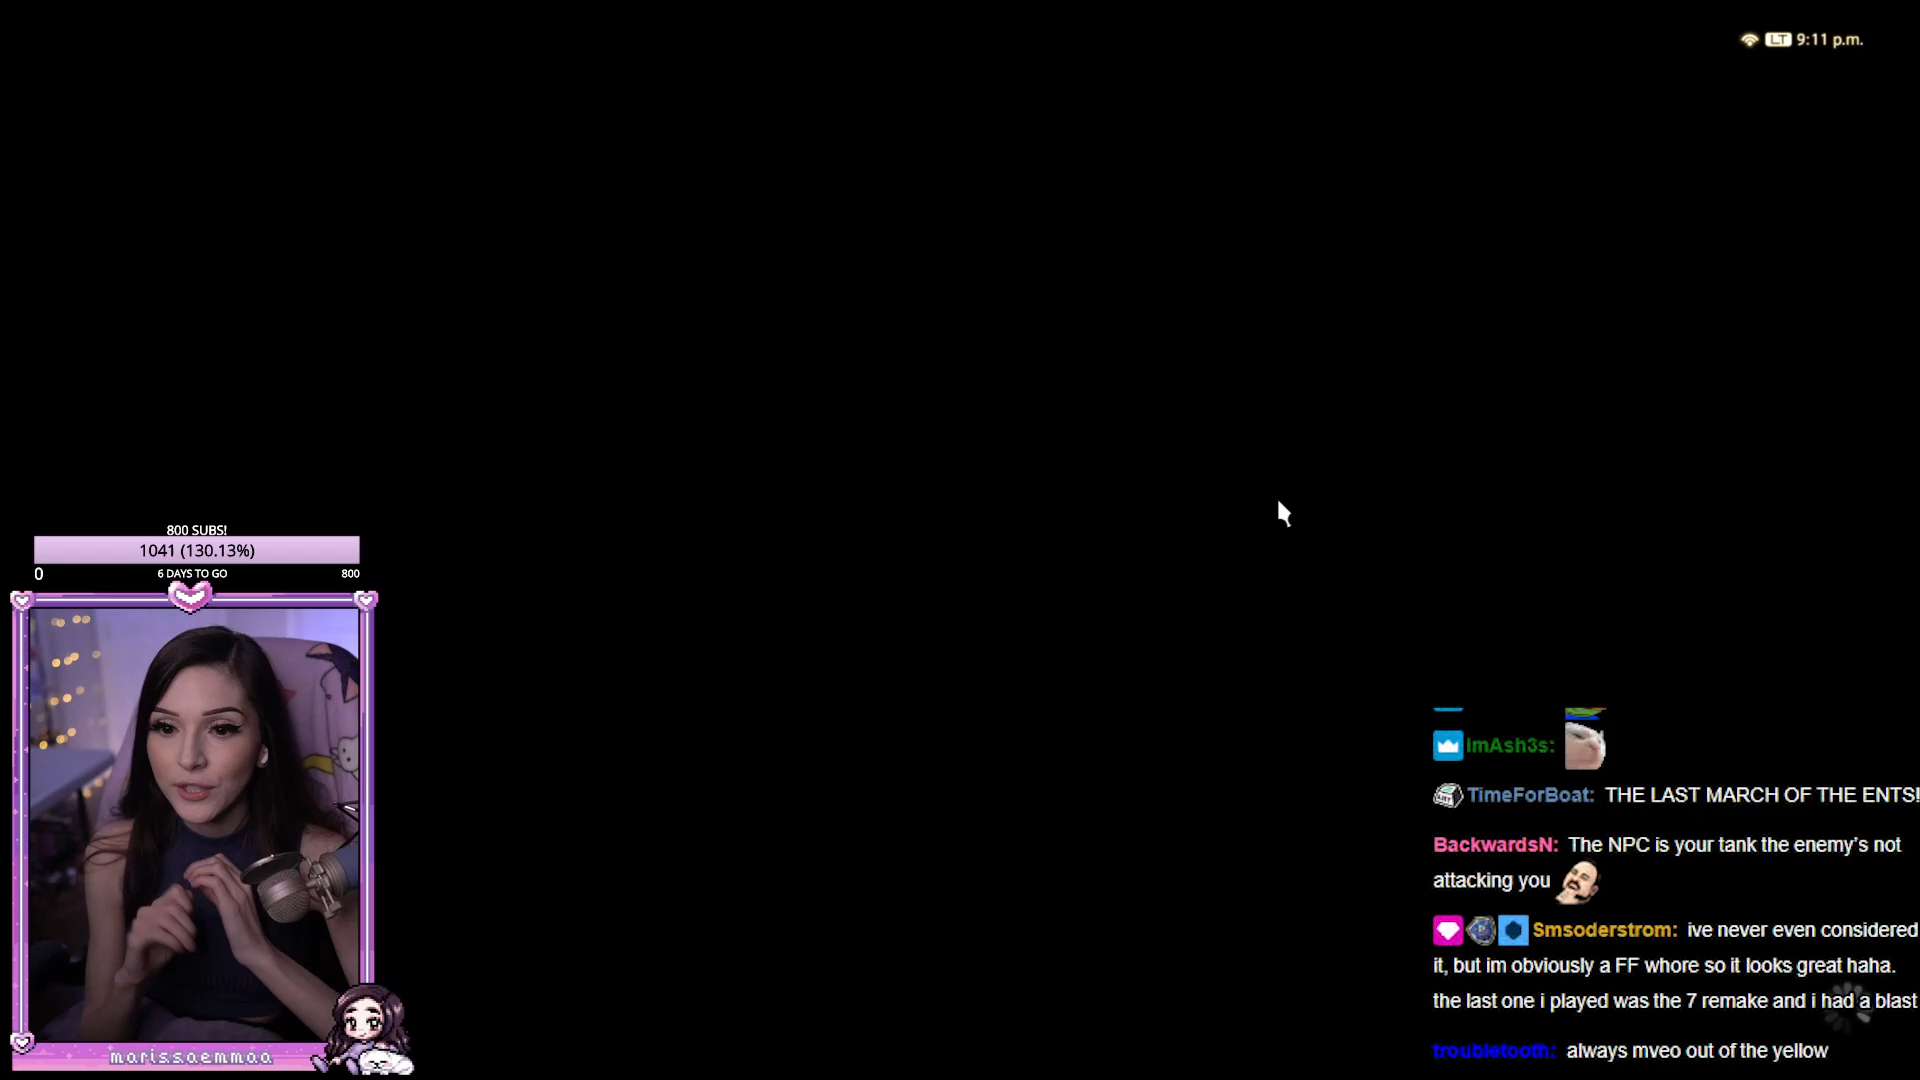 LT 9:11 p.m.
800 SUBS!
1041 (130.13%)
0 6 DAYS TO GO 800
marissaemmaa
ImAsh3s:
TimeForBoat: THE LAST MARCH OF THE ENTS!
BackwardsN: The NPC is your tank the enemy's not
attacking you
Smsoderstrom: ive never even considered
it, but im obviously a FF whore so it looks great haha.
the last one i played was the 7 remake and i had a blast
troubletooth: always mveo out of the yellow